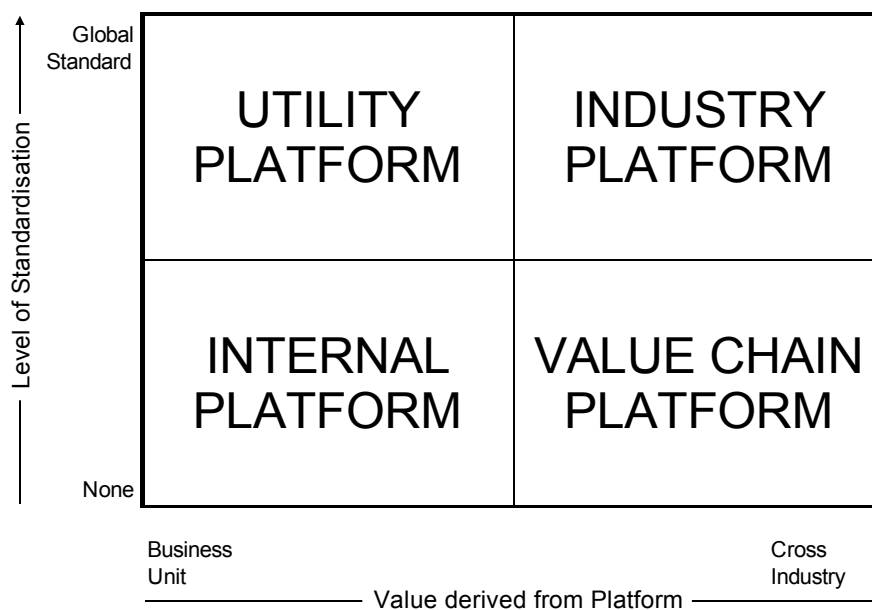 Global
Standard
UTILITY
PLATFORM
INDUSTRY
PLATFORM
Level of Standardisation
INTERNAL
PLATFORM
VALUE CHAIN
PLATFORM
None
Business
Unit
Cross
Industry
Value derived from Platform